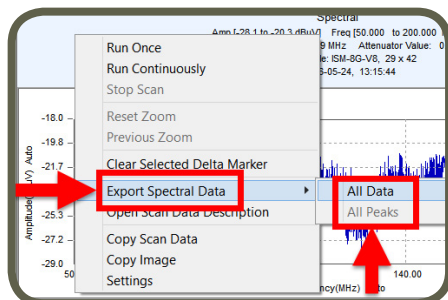 Spectral
Amp [-28.1 to -20.3 dBuV] Freq [50.000 to 200.000
9 MHz Attenuator Value: 0
le: ISM-8G-V8, 29 x 42
6-05-24, 13:15:44
Run Once
Run Continuously
Stop Scan
Reset Zoom
Previous Zoom
Clear Selected Delta Marker
Export Spectral Data
All Data
All Peaks
Open Scan Data Description
Copy Scan Data
Copy Image
Settings
-18.0
-19.8
-21.7
-25.5
-27.2
-29.0
Auto
50
140.00